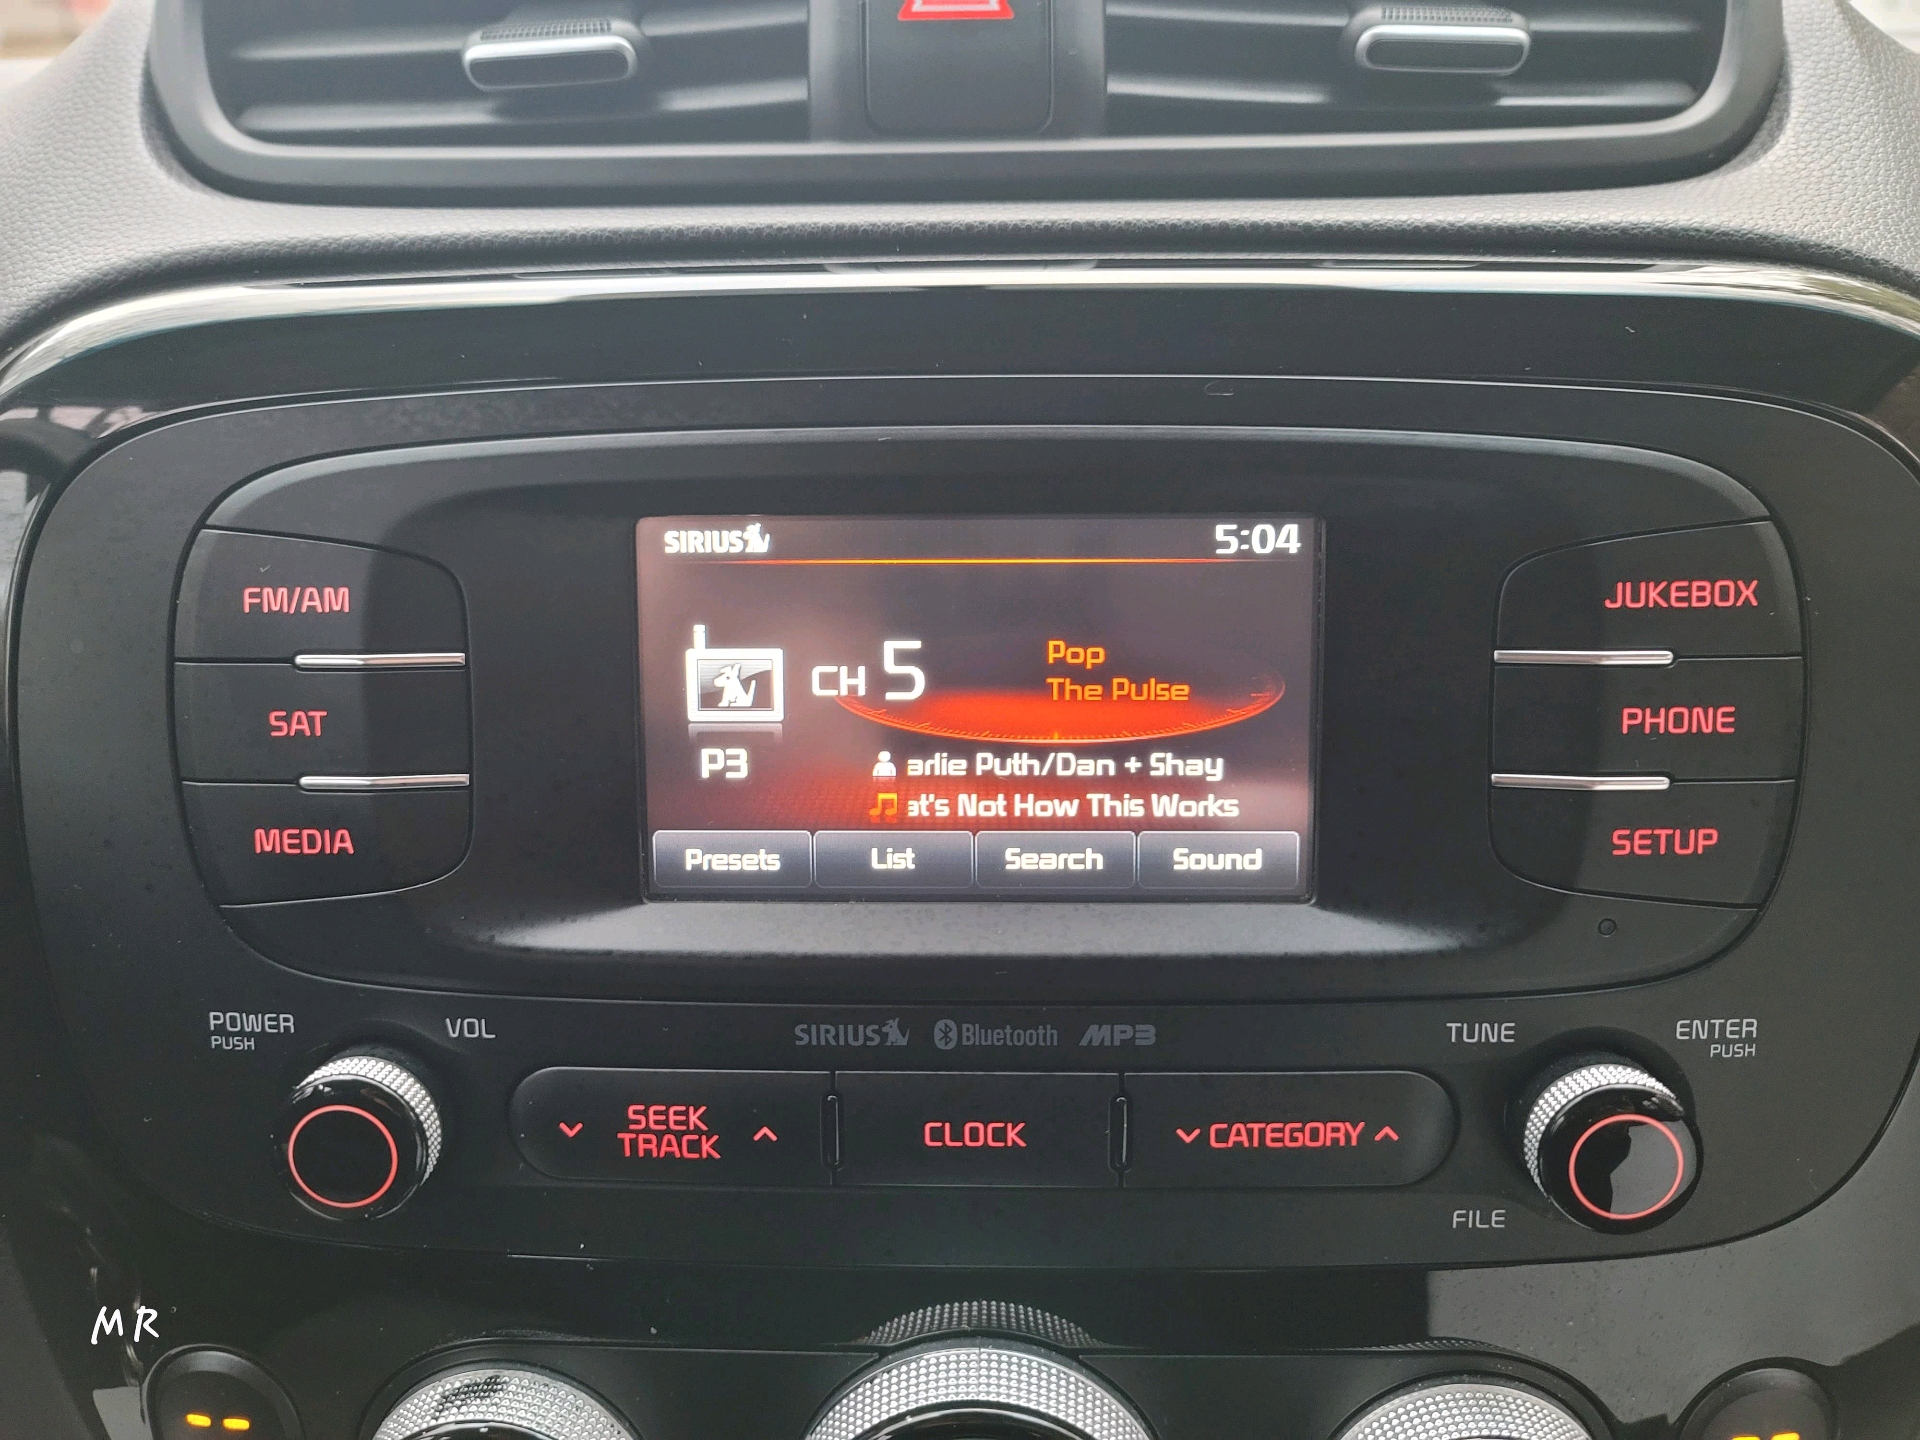 SIRIUS
5:04
FM/AM
SAT
MEDIA
CH 5
Pop
The Pulse
P3
arlie Puth/Dan + Shay
at's Not How This Works
Presets
List
Search
Sound
JUKEBOX
PHONE
SETUP
POWER
PUSH
VOL
SIRIUS Bluetooth MP3
TUNE
ENTER
PUSH
SEEK
TRACK
CLOCK
CATEGORY
FILE
MR